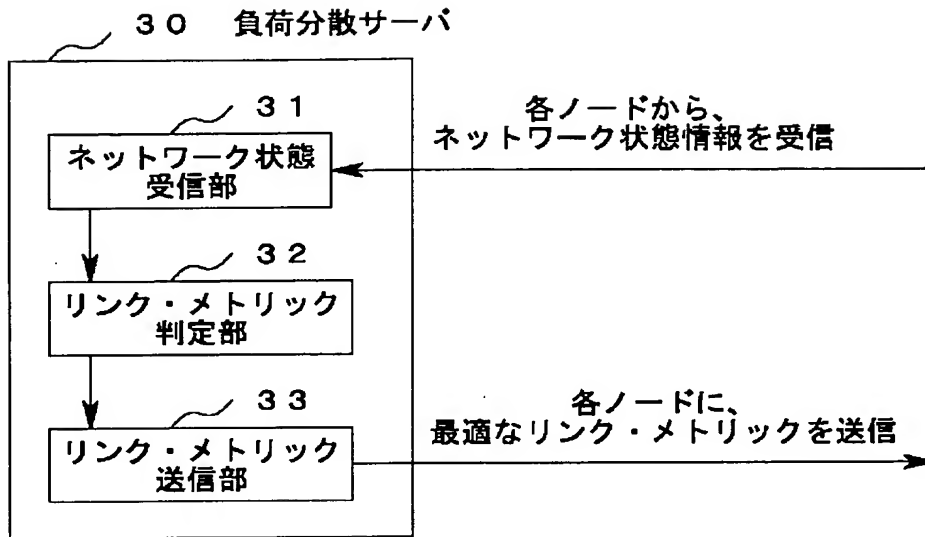 ３０　負荷分散サーバ
３１
ネットワーク状態
受信部
各ノードから、
ネットワーク状態情報を受信
３２
リンク・メトリック
判定部
３３
リンク・メトリック
送信部
各ノードに、
最適なリンク・メトリックを送信